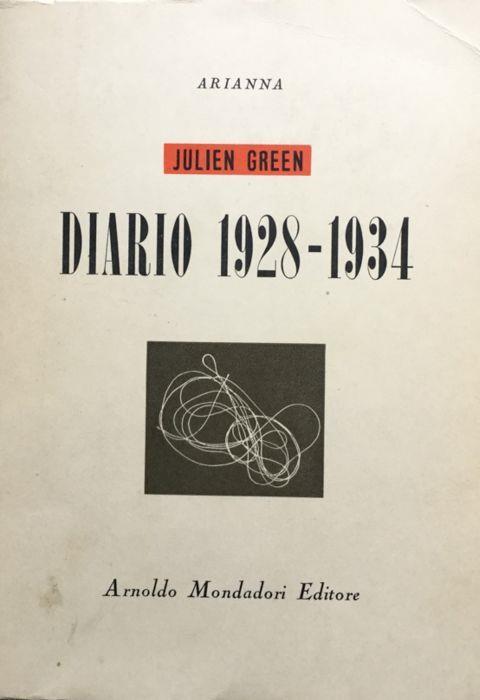 ARIANNA
JULIEN GREEN
DIARIO 1928-1934
Arnoldo Mondadori Editore